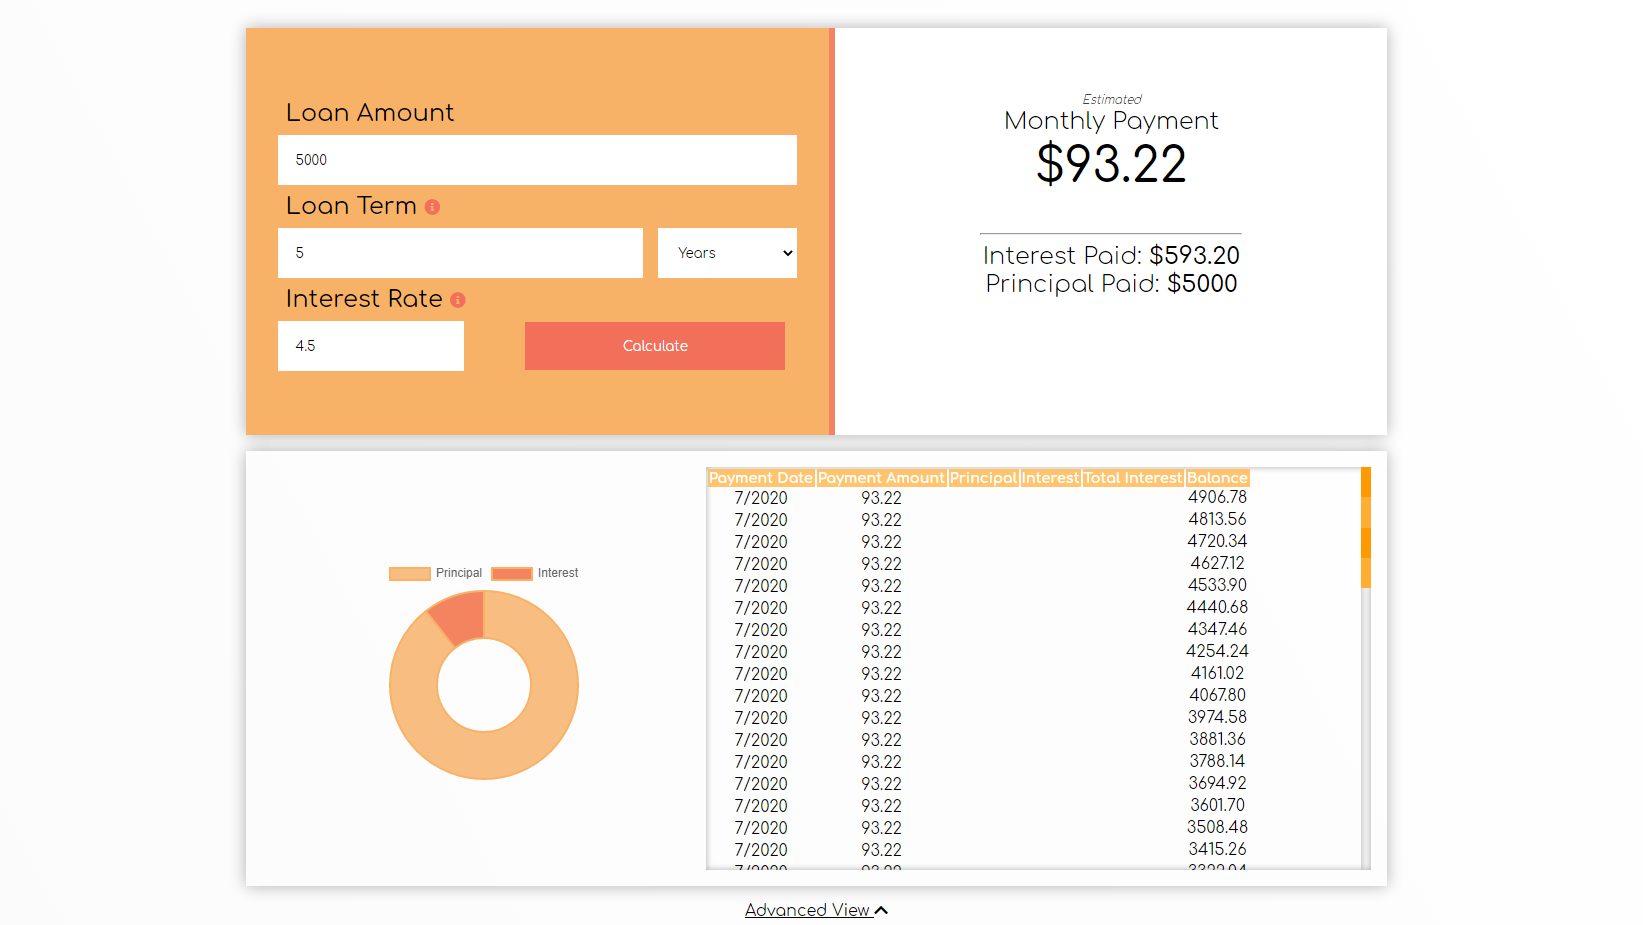 Loan Amount
5000
Loan Term
5
Years
Interest Rate
4.5
Calculate
Estimated
Monthly Payment
$93.22
Interest Paid: $593.20
Principal Paid: $5000
Principal Interest
Payment Date Payment Amount Principal Interest Total Interest Balance
7/2020 93.22 4906.78
7/2020 93.22 4813.56
7/2020 93.22 4720.34
7/2020 93.22 4627.12
7/2020 93.22 4533.90
7/2020 93.22 4440.68
7/2020 93.22 4347.46
7/2020 93.22 4254.24
7/2020 93.22 4161.02
7/2020 93.22 4067.80
7/2020 93.22 3974.58
7/2020 93.22 3881.36
7/2020 93.22 3788.14
7/2020 93.22 3694.92
7/2020 93.22 3601.70
7/2020 93.22 3508.48
7/2020 93.22 3415.26
Advanced View